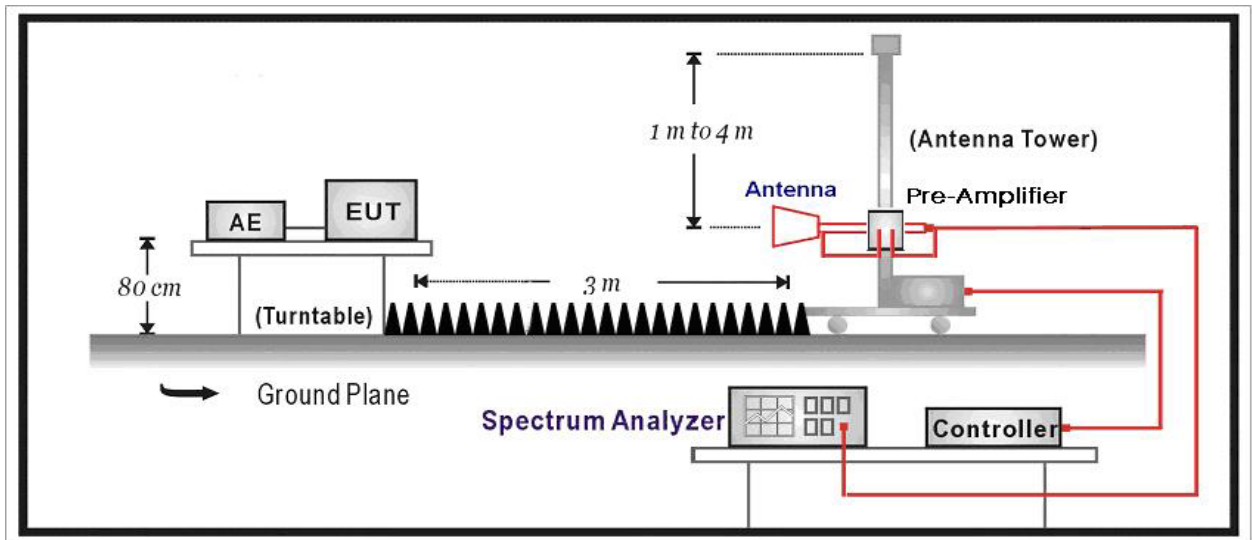 1 m to 4 m
(Antenna Tower)
Antenna
Pre-Amplifier
AE
EUT
80 cm
3 m
(Turntable)
Ground Plane
Spectrum Analyzer
Controller